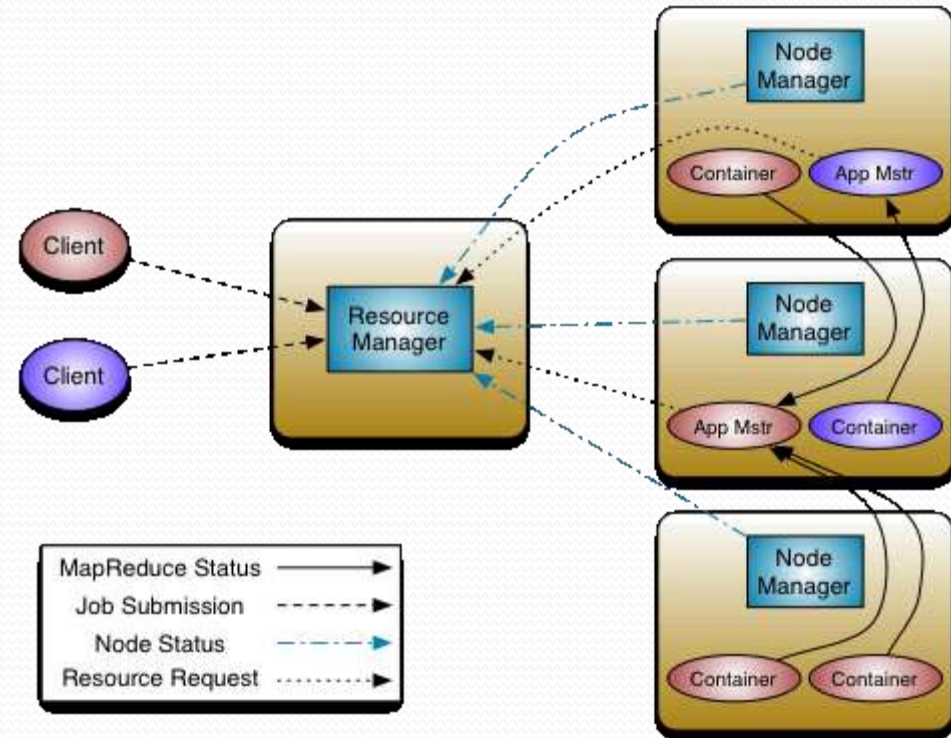 Client
Client
Resource
Manager
Node
Manager
Container
App Mstr
Node
Manager
App Mstr
Container
Node
Manager
Container
Container
MapReduce Status
Job Submission
Node Status
Resource Request